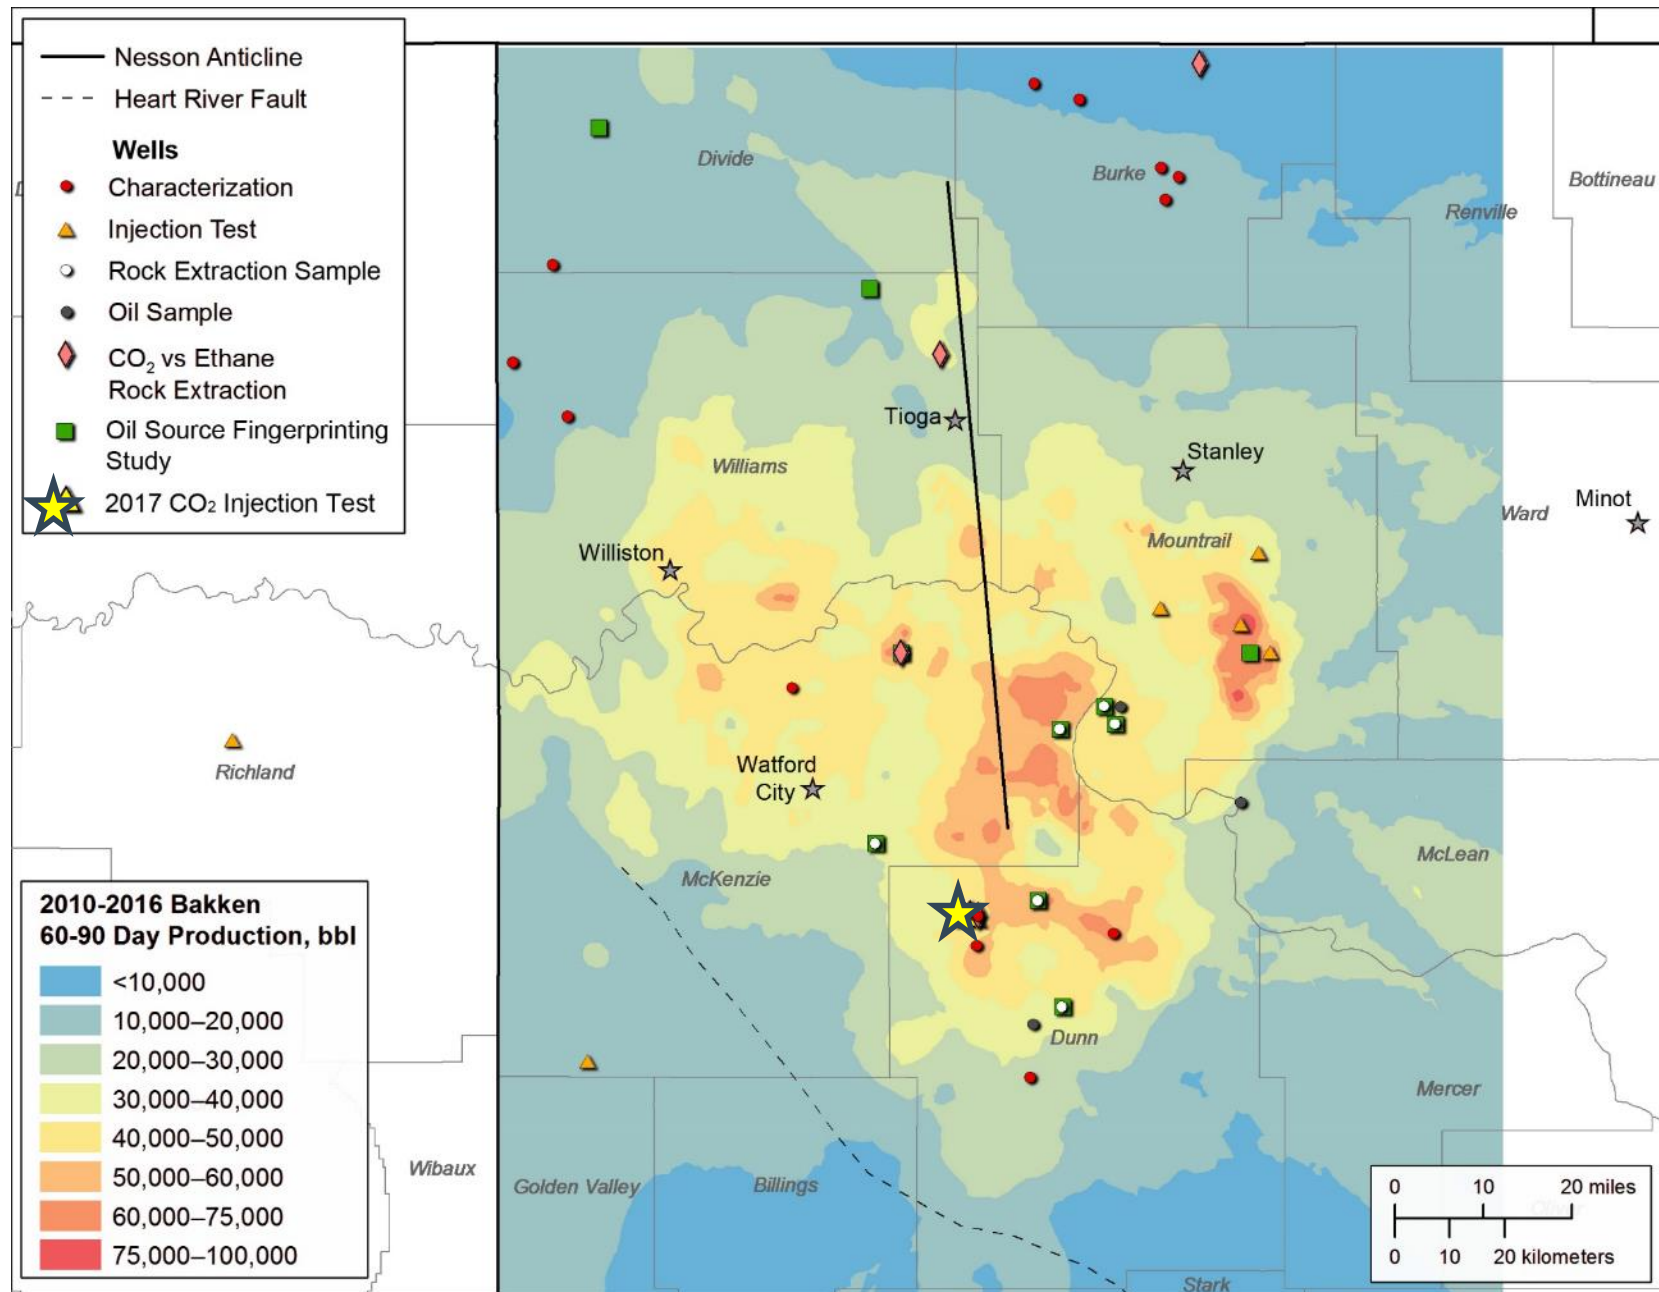 Nesson Anticline
Heart River Fault
Wells
Characterization
Injection Test
Rock Extraction Sample
Oil Sample
CO2 vs Ethane
Rock Extraction
Oil Source Fingerprinting
Study
2017 CO2 Injection Test
Divide
Burke
Bottineau
Renville
Tioga
Williams
Stanley
Ward
Minot
Mountrail
Williston
Richland
Watford
City
McKenzie
McLean
Dunn
Mercer
Wibaux
Golden Valley
Billings
Stark
2010-2016 Bakken
60-90 Day Production, bbl
<10,000
10,000–20,000
20,000–30,000
30,000–40,000
40,000–50,000
50,000–60,000
60,000–75,000
75,000–100,000
0 10 20 miles
0 10 20 kilometers